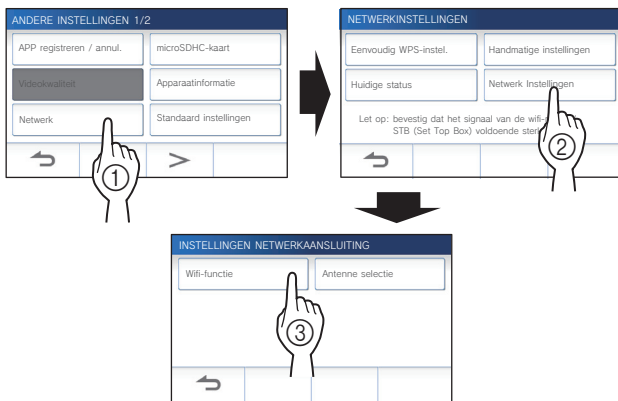 ANDERE INSTELLINGEN 1/2
APP registreren / annul.
microSDHC-kaart
Videokwaliteit
Apparaatinformatie
Netwerk
Standaard instellingen
>
1
NETWERKINSTELLINGEN
Eenvoudig WPS-instel.
Handmatige instellingen
Huidige status
Netwerk Instellingen
Let op: bevestig dat het signaal van de wifi-
STB (Set Top Box) voldoende
2
INSTELLINGEN NETWERKAANSLUITING
Wifi-functie
Antenne selectie
3